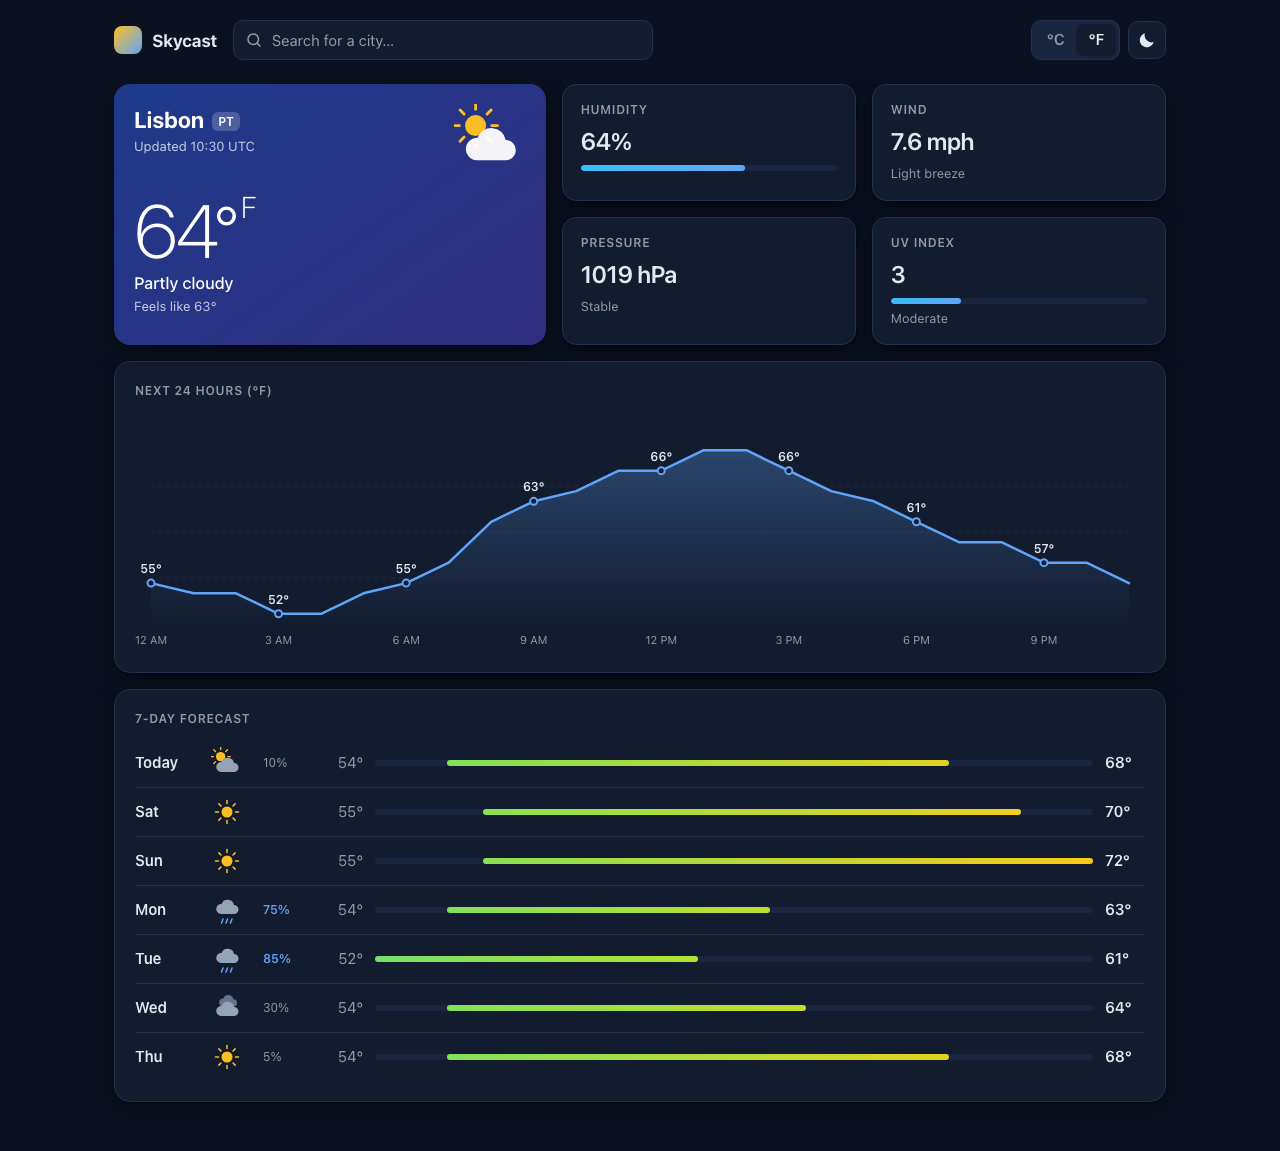 Skycast
Search for a city...
°C
°F
Lisbon PT
Updated 10:30 UTC
64° F
Partly cloudy
Feels like 63°
HUMIDITY
64%
WIND
7.6 mph
Light breeze
PRESSURE
1019 hPa
Stable
UV INDEX
3
Moderate
NEXT 24 HOURS (°F)
55°
52°
55°
63°
66°
66°
61°
57°
12 AM
3 AM
6 AM
9 AM
12 PM
3 PM
6 PM
9 PM
7-DAY FORECAST
Today 10% 54° 68°
Sat 55° 70°
Sun 55° 72°
Mon 75% 54° 63°
Tue 85% 52° 61°
Wed 30% 54° 64°
Thu 5% 54° 68°